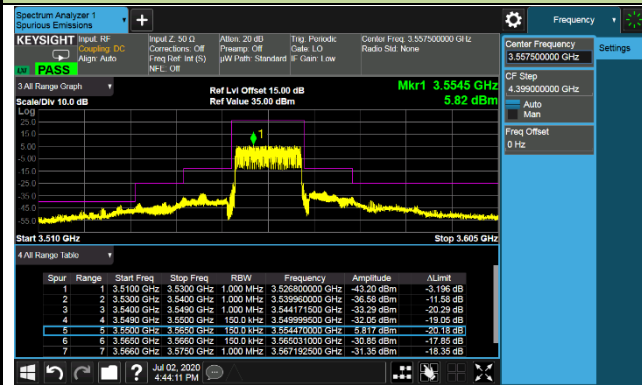 Spectrum Analyzer 1
Spurious Emissions
+
Frequency
KEYSIGHT Input: RF Input Z: 50 Ω Atten: 20 dB Trig: Periodic Center Freq: 3.557500000 GHz
Coupling: DC Corrections: Off Preamp: Off Gate: LO Radio Std: None
Align: Auto Freq Ref: Int (S) µW Path: Standard IF Gain: Low
NFE: Off
PASS
3 All Range Graph
Scale/Div 10.0 dB
Ref Lvl Offset 15.00 dB
Ref Value 35.00 dBm
Mkr1 3.5545 GHz
5.82 dBm
Log
25.0
15.0
5.00
-5.00
-15.0
-25.0
-35.0
-45.0
-55.0
1
Start 3.510 GHz Stop 3.605 GHz
4 All Range Table
Spur Range Start Freq Stop Freq RBW Frequency Amplitude ΔLimit
1 1 3.5100 GHz 3.5300 GHz 1.000 MHz 3.526800000 GHz -43.20 dBm -3.196 dB
2 2 3.5300 GHz 3.5400 GHz 1.000 MHz 3.539960000 GHz -36.58 dBm -11.58 dB
3 3 3.5400 GHz 3.5490 GHz 1.000 MHz 3.544171500 GHz -33.29 dBm -20.29 dB
4 4 3.5490 GHz 3.5500 GHz 150.0 kHz 3.549999500 GHz -32.05 dBm -19.05 dB
5 5 3.5500 GHz 3.5650 GHz 150.0 kHz 3.554470000 GHz 5.817 dBm -20.18 dB
6 6 3.5650 GHz 3.5660 GHz 150.0 kHz 3.565031000 GHz -30.85 dBm -17.85 dB
7 7 3.5660 GHz 3.5750 GHz 1.000 MHz 3.567192500 GHz -31.35 dBm -18.35 dB
Center Frequency
3.557500000 GHz
Settings
CF Step
4.399000000 GHz
Auto
Man
Freq Offset
0 Hz
?
Jul 02, 2020
4:44:11 PM